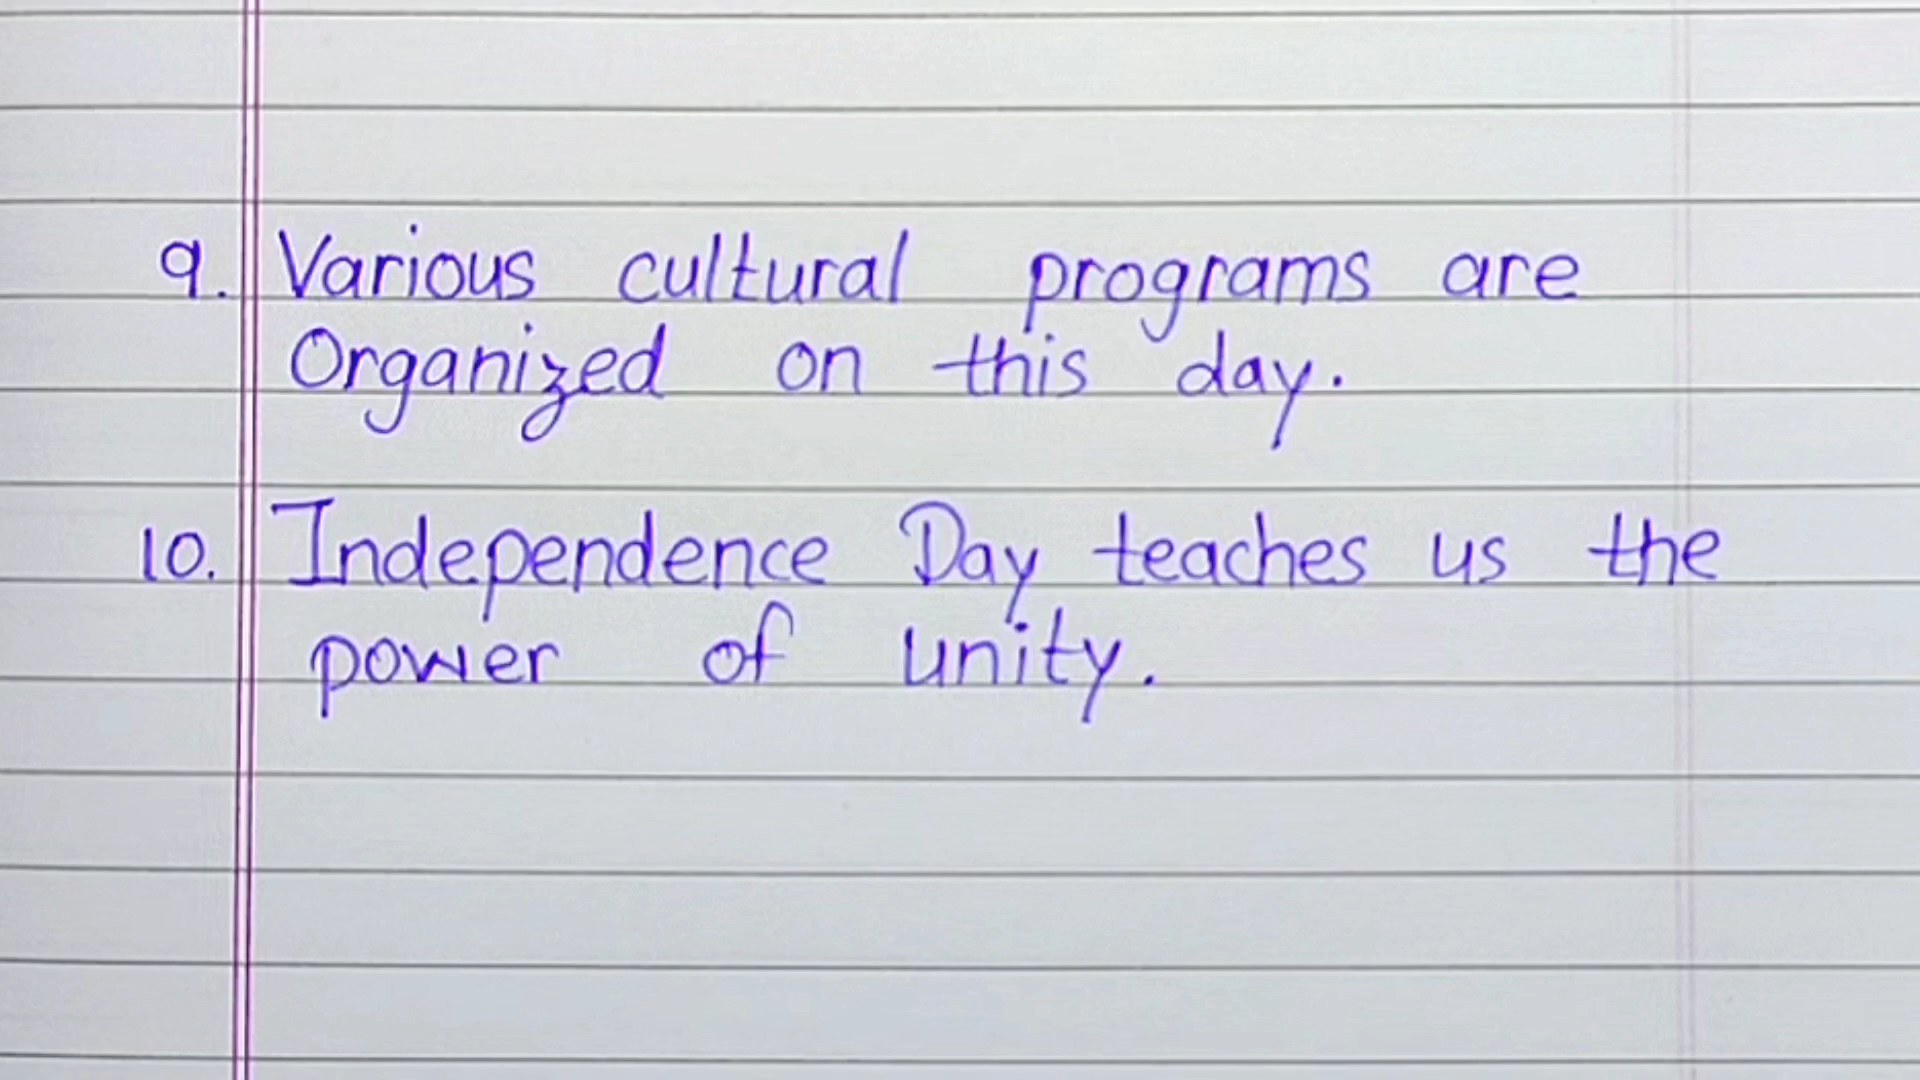 9. Various cultural programs are
Organized on this day.
10. Independence Day teaches us the
power of unity.